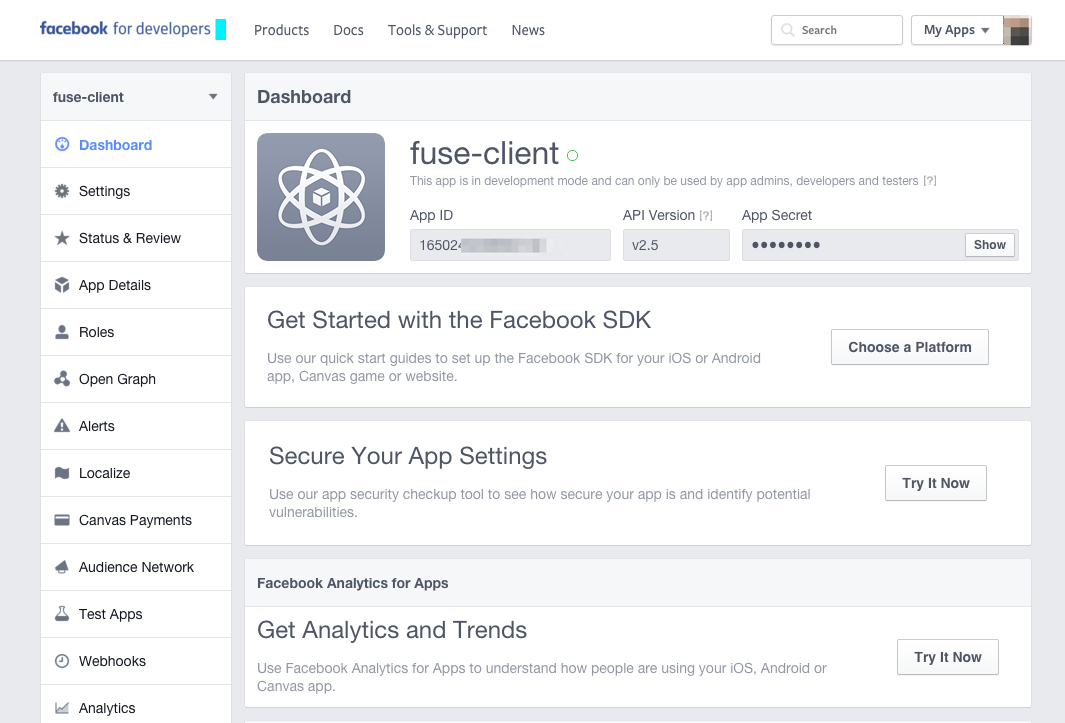 facebook for developers
Products
Docs
Tools & Support
News
Search
My Apps
fuse-client
Dashboard
Settings
Status & Review
App Details
Roles
Open Graph
Alerts
Localize
Canvas Payments
Audience Network
Test Apps
Webhooks
Analytics
Dashboard
fuse-client
This app is in development mode and can only be used by app admins, developers and testers [?]
App ID
API Version [?]
App Secret
v2.5
●●●●●●●●
Show
Get Started with the Facebook SDK
Use our quick start guides to set up the Facebook SDK for your iOS or Android
app, Canvas game or website.
Choose a Platform
Secure Your App Settings
Use our app security checkup tool to see how secure your app is and identify potential
vulnerabilities.
Try It Now
Facebook Analytics for Apps
Get Analytics and Trends
Use Facebook Analytics for Apps to understand how people are using your iOS, Android or
Canvas app.
Try It Now